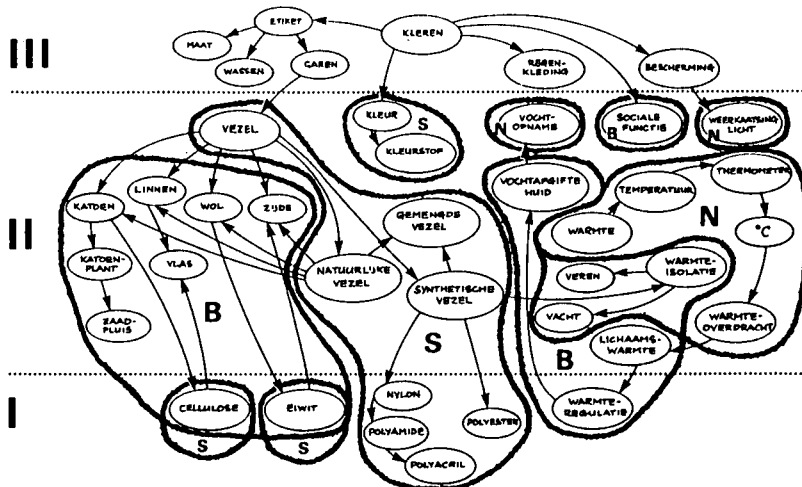 III
ETIKET
KLEREN
MAAT
WASSEN
GAREN
REGEN-
KLEDING
BESCHERMING
VEZEL
KLEUR
S
KLEURSTOF
VOCHT-
OPNAME
N
SOCIALE
FUNCTIE
B
WEERKAATSING
LICHT
N
II
KATOEN
LINNEN
WOL
ZIJDE
GEMENGDE
VEZEL
VOCHTAFGIFTE
HUID
TEMPERATUUR
THERMOMETER
N
WARMTE
°C
KATOEN-
PLANT
VLAS
NATUURLIJKE
VEZEL
SYNTHETISCHE
VEZEL
VEREN
WARMTE-
ISOLATIE
ZAAD-
PLUIS
B
S
VACHT
WARMTE-
OVERDRACHT
LICHAAMS-
WARMTE
B
I
CELLULOSE
S
EIWIT
S
NYLON
POLYAMIDE
POLYESTER
POLYACRIL
WARMTE-
REGULATIE